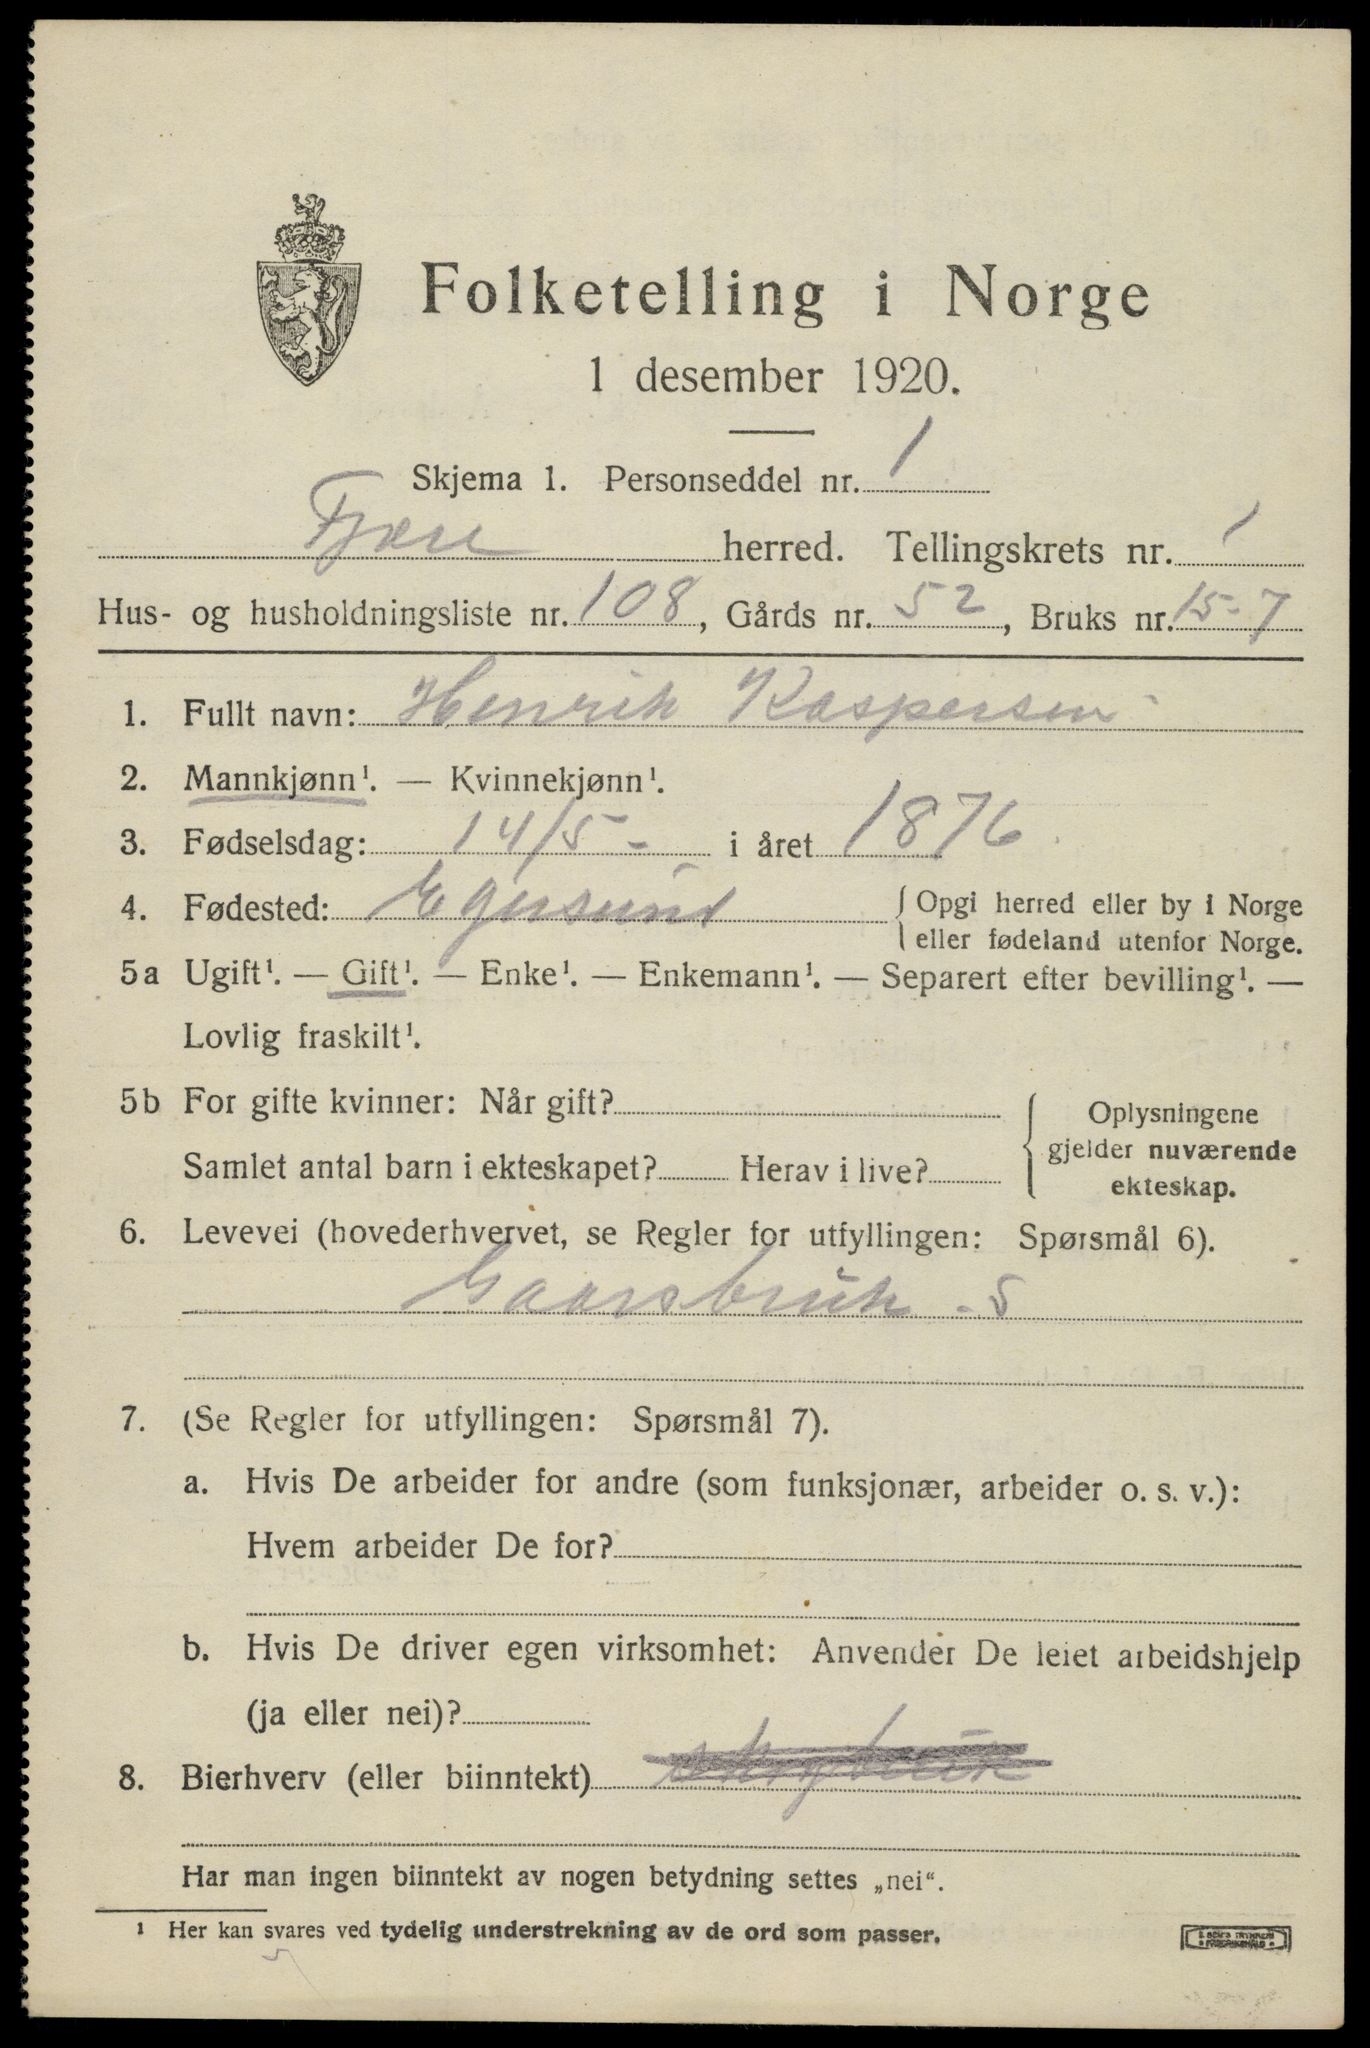 Folketelling i Norge
1 desember 1920.
Skjema 1. Personseddel nr. 1
Fjære herred. Tellingskrets nr. 1
Hus- og husholdningsliste nr. 108, Gårds nr. 52, Bruks nr. 15-7
1. Fullt navn: Henrik Kaspersen
2. Mannkjønn¹. — Kvinnekjønn¹.
3. Fødselsdag: 14/5- i året 1876
4. Fødested: Egersund { Opgi herred eller by i Norge
eller fødeland utenfor Norge.
5a Ugift¹. — Gift¹. — Enke¹. — Enkemann¹. — Separert efter bevilling¹. —
Lovlig fraskilt¹.
5b For gifte kvinner: Når gift?
Samlet antal barn i ekteskapet? Herav i live?
{ Oplysningene
gjelder nuværende
ekteskap.
6. Levevei (hovederhvervet, se Regler for utfyllingen: Spørsmål 6).
Gaarsbruk - S
7. (Se Regler for utfyllingen: Spørsmål 7).
a. Hvis De arbeider for andre (som funksjonær, arbeider o. s. v.):
Hvem arbeider De for?
b. Hvis De driver egen virksomhet: Anvender De leiet arbeidshjelp
(ja eller nei)?
8. Bierhverv (eller biinntekt)
Har man ingen biinntekt av nogen betydning settes „nei“.
¹ Her kan svares ved tydelig understrekning av de ord som passer.